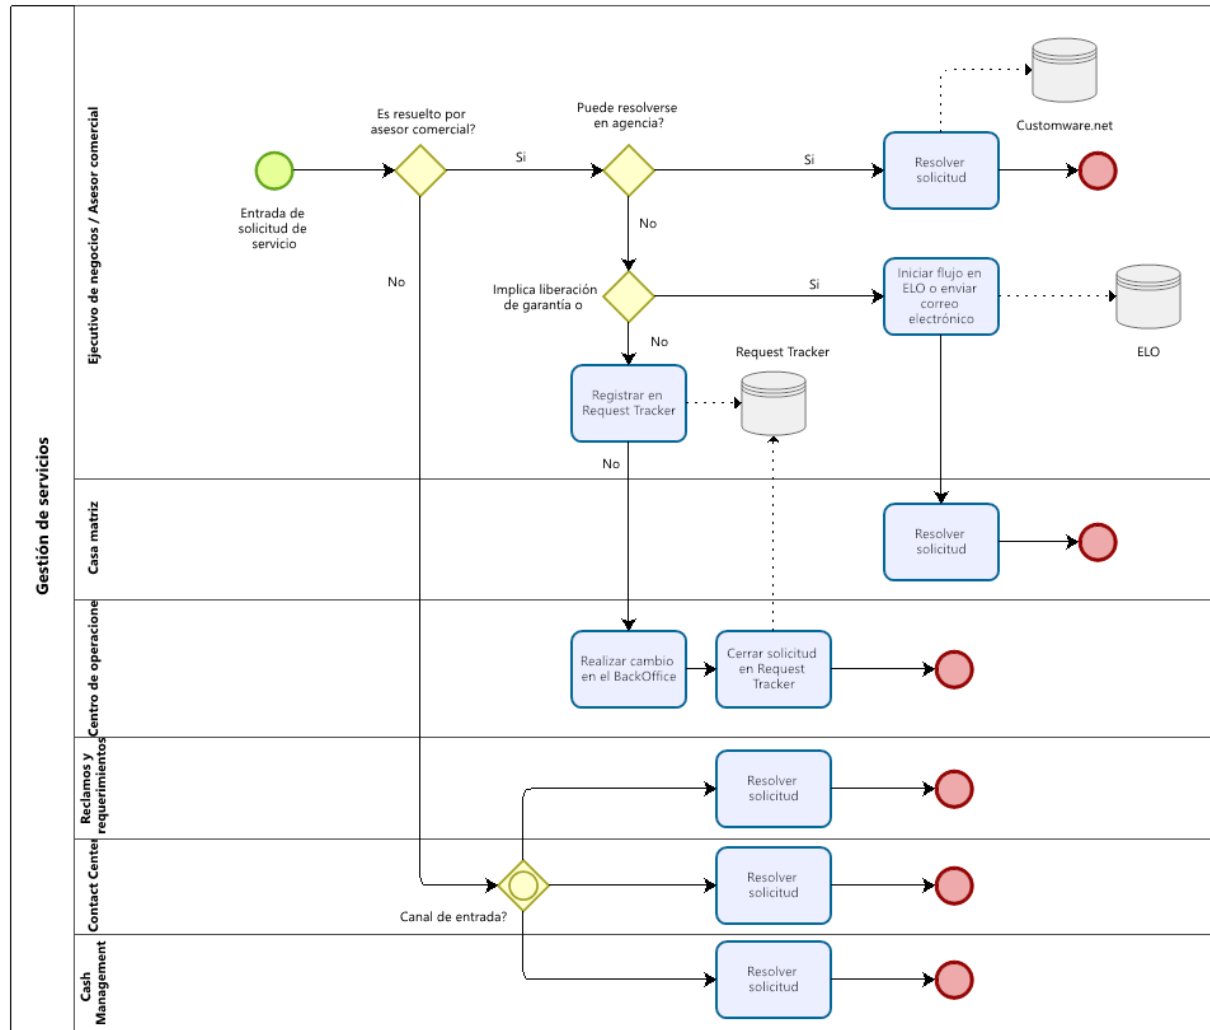 Gestión de servicios
Ejecutivo de negocios / Asesor comercial
Entrada de
solicitud de
servicio
Es resuelto por
asesor comercial?
Si
No
Puede resolverse
en agencia?
Si
No
Resolver
solicitud
Customware.net
Implica liberación
de garantía o
Si
No
Iniciar flujo en
ELO o enviar
correo
electrónico
ELO
Registrar en
Request Tracker
Request Tracker
No
Casa matriz
Resolver
solicitud
Centro de operacione
Realizar cambio
en el BackOffice
Cerrar solicitud
en Request
Tracker
Reclamos y
requerimientos
Resolver
solicitud
Contact Center
Canal de entrada?
Resolver
solicitud
Cash
Management
Resolver
solicitud